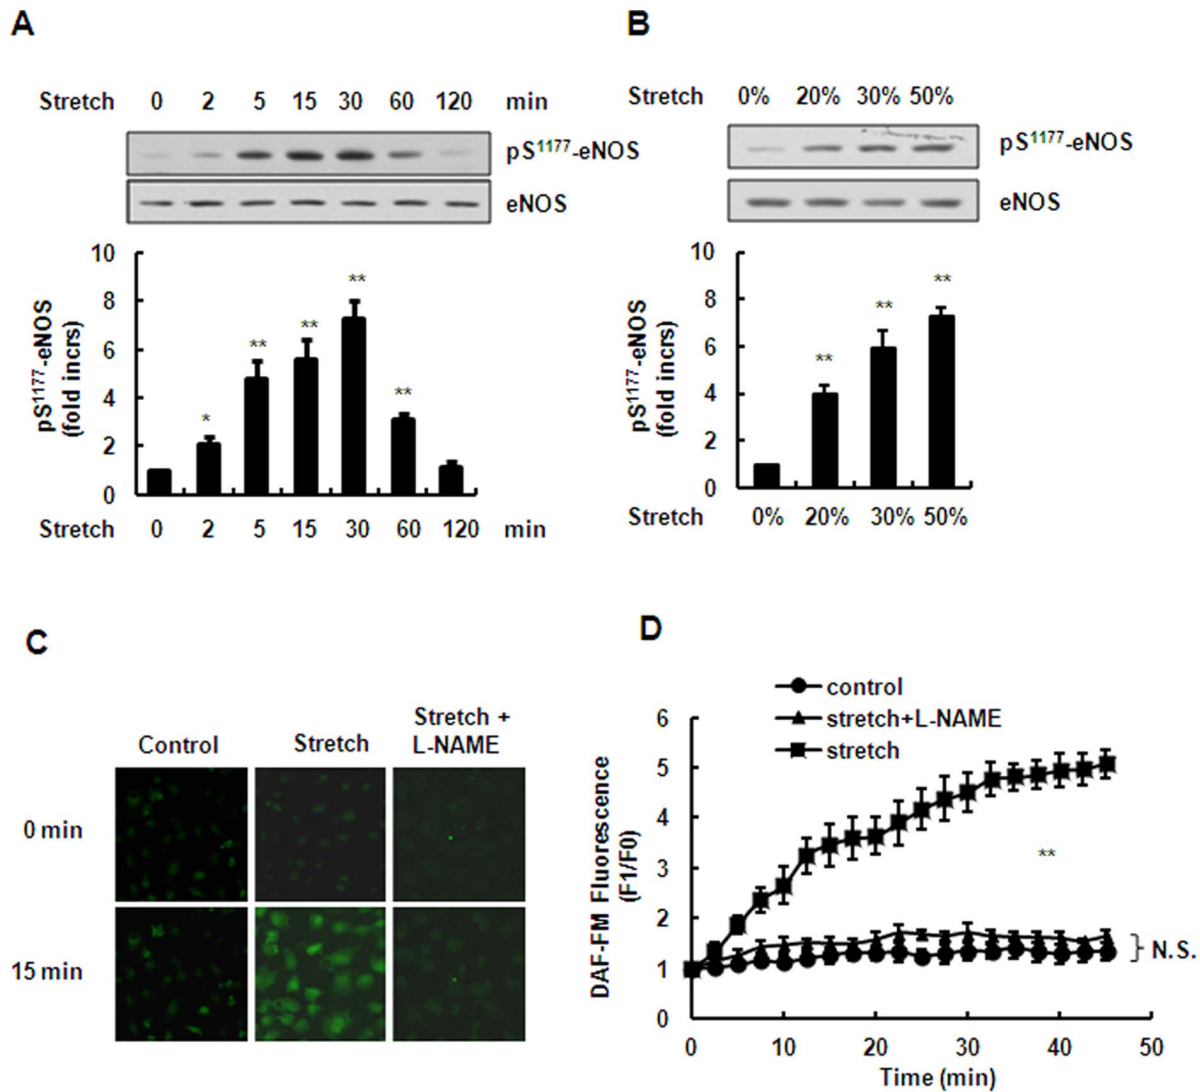 A
Stretch 0 2 5 15 30 60 120 min
pS1177-eNOS
eNOS
10
8
6
4
2
0
pS1177-eNOS
(fold incrs)
*
**
**
**
**
Stretch 0 2 5 15 30 60 120 min
B
Stretch 0% 20% 30% 50%
pS1177-eNOS
eNOS
10
8
6
4
2
0
pS1177-eNOS
(fold incrs)
**
**
**
Stretch 0% 20% 30% 50%
C
Control Stretch Stretch +
L-NAME
0 min
15 min
D
control
stretch+L-NAME
stretch
6
5
4
3
2
1
0
DAF-FM Fluorescence
(F1/F0)
**
N.S.
0 10 20 30 40 50
Time (min)